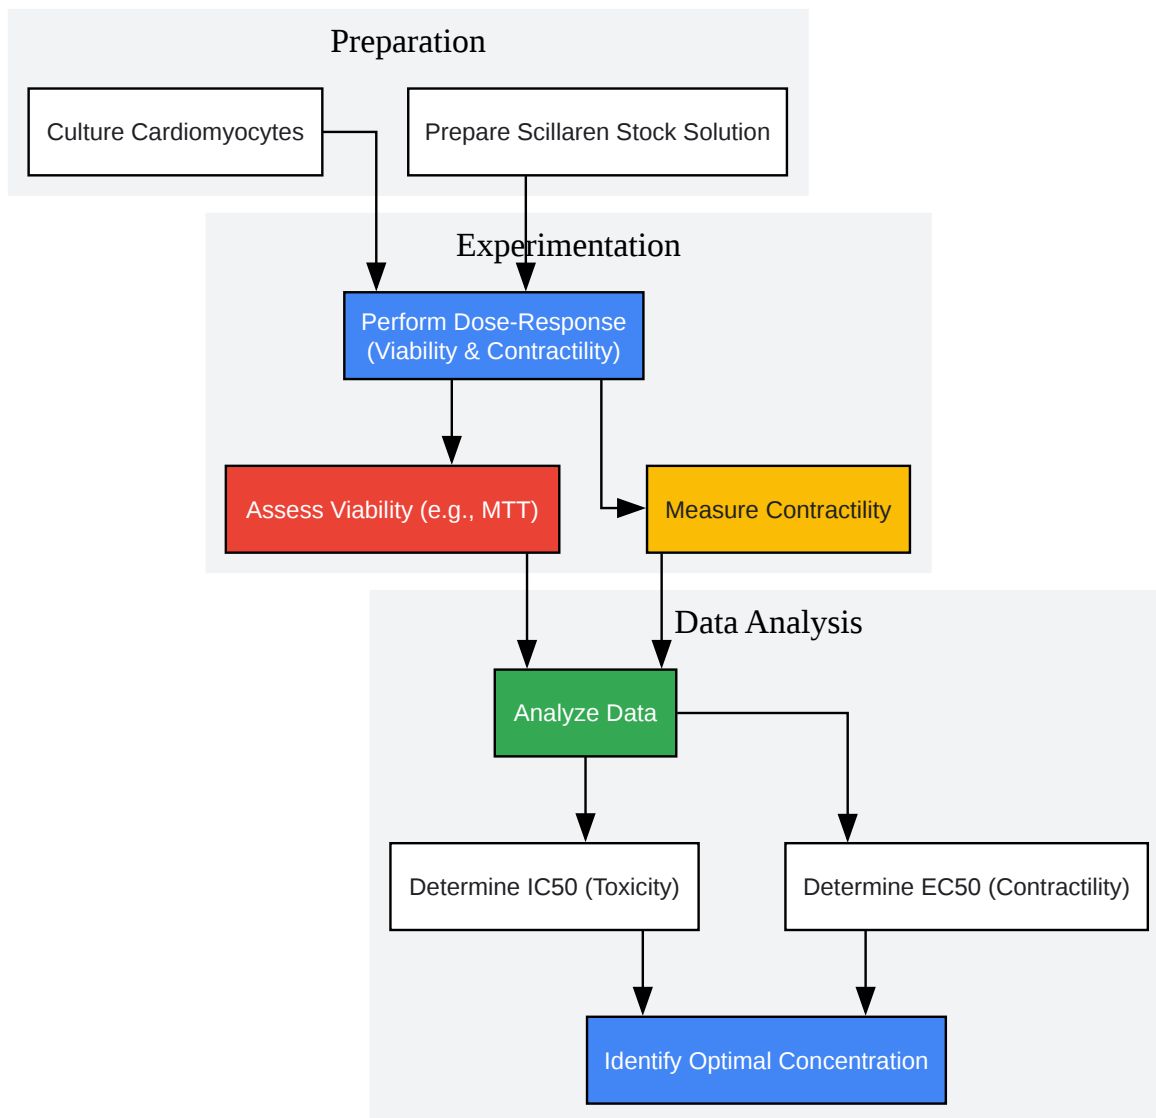 Preparation
Culture Cardiomyocytes
Prepare Scillaren Stock Solution
Experimentation
Perform Dose-Response
(Viability & Contractility)
Assess Viability (e.g., MTT)
Measure Contractility
Data Analysis
Analyze Data
Determine IC50 (Toxicity)
Determine EC50 (Contractility)
Identify Optimal Concentration